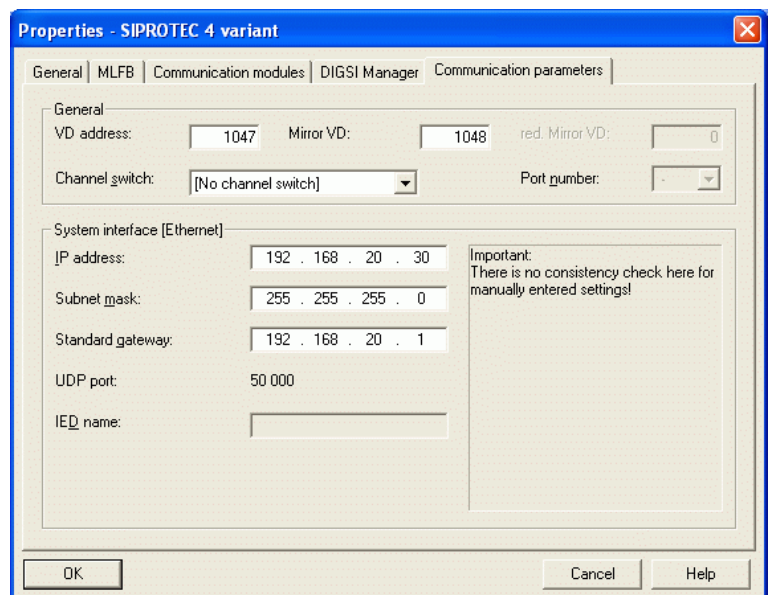 Properties - SIPROTEC 4 variant
General MLFB Communication modules DIGSI Manager Communication parameters
General
VD address: 1047 Mirror VD: 1048 red. Mirror VD: 0
Channel switch: [No channel switch] Port number: -
System interface [Ethernet]
IP address: 192 . 168 . 20 . 30
Important:
There is no consistency check here for
manually entered settings!
Subnet mask: 255 . 255 . 255 . 0
Standard gateway: 192 . 168 . 20 . 1
UDP port: 50 000
IED name:
OK Cancel Help